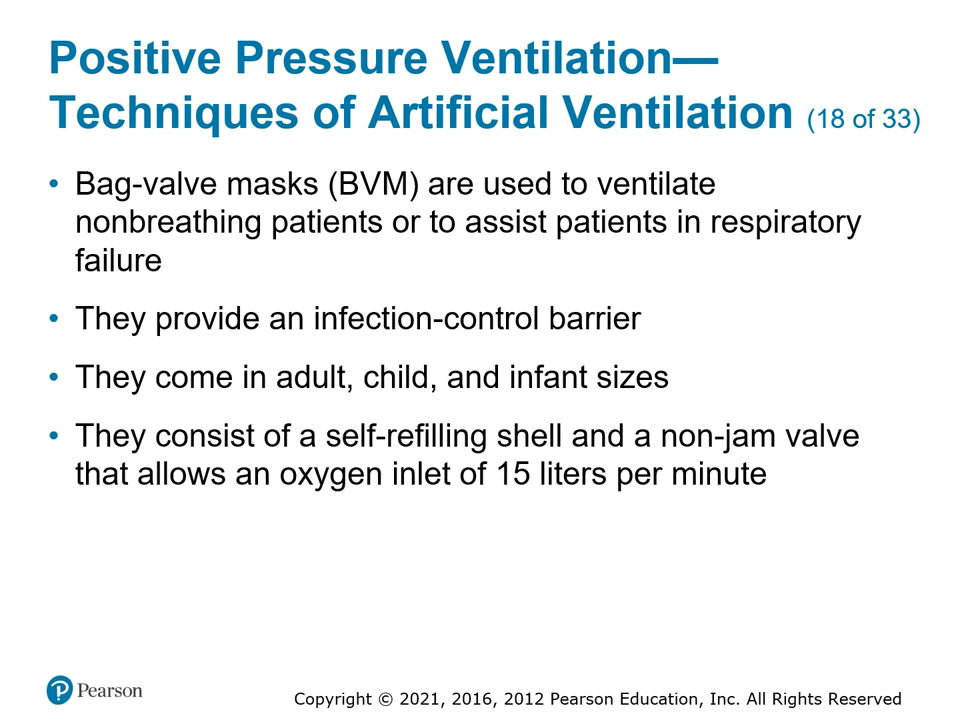 Positive Pressure Ventilation—
Techniques of Artificial Ventilation (18 of 33)
• Bag-valve masks (BVM) are used to ventilate
nonbreathing patients or to assist patients in respiratory
failure
• They provide an infection-control barrier
• They come in adult, child, and infant sizes
• They consist of a self-refilling shell and a non-jam valve
that allows an oxygen inlet of 15 liters per minute
P Pearson
Copyright © 2021, 2016, 2012 Pearson Education, Inc. All Rights Reserved